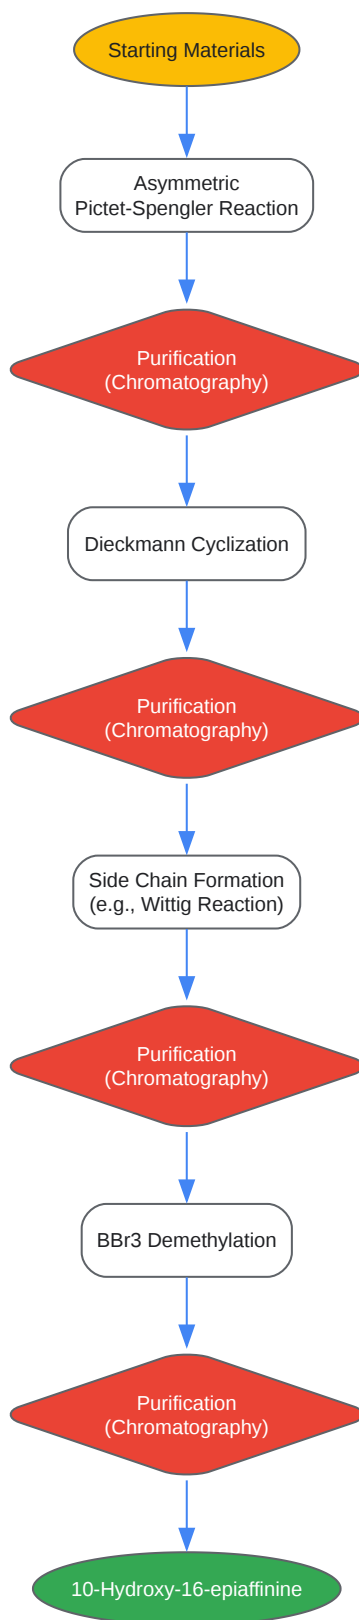 Starting Materials
Asymmetric
Pictet-Spengler Reaction
Purification
(Chromatography)
Dieckmann Cyclization
Purification
(Chromatography)
Side Chain Formation
(e.g., Wittig Reaction)
Purification
(Chromatography)
BBr3 Demethylation
Purification
(Chromatography)
10-Hydroxy-16-epiaffinine